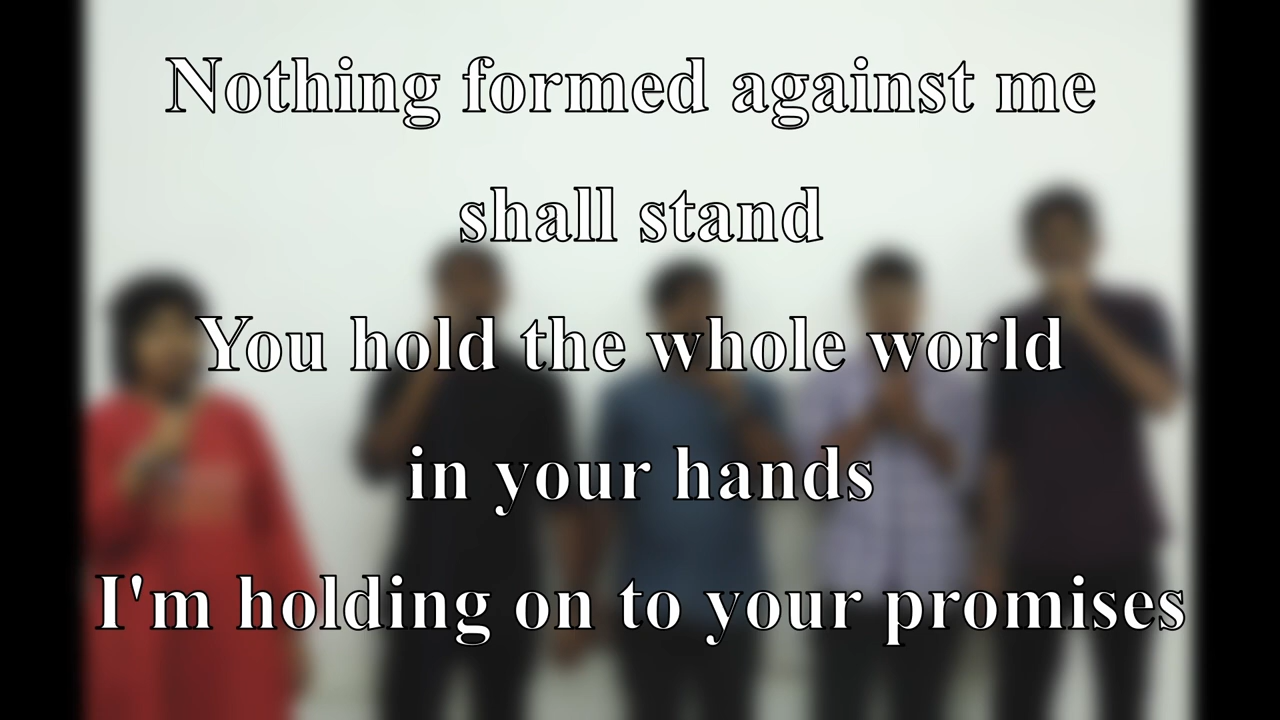 Nothing formed against me
shall stand
You hold the whole world
in your hands
I'm holding on to your promises